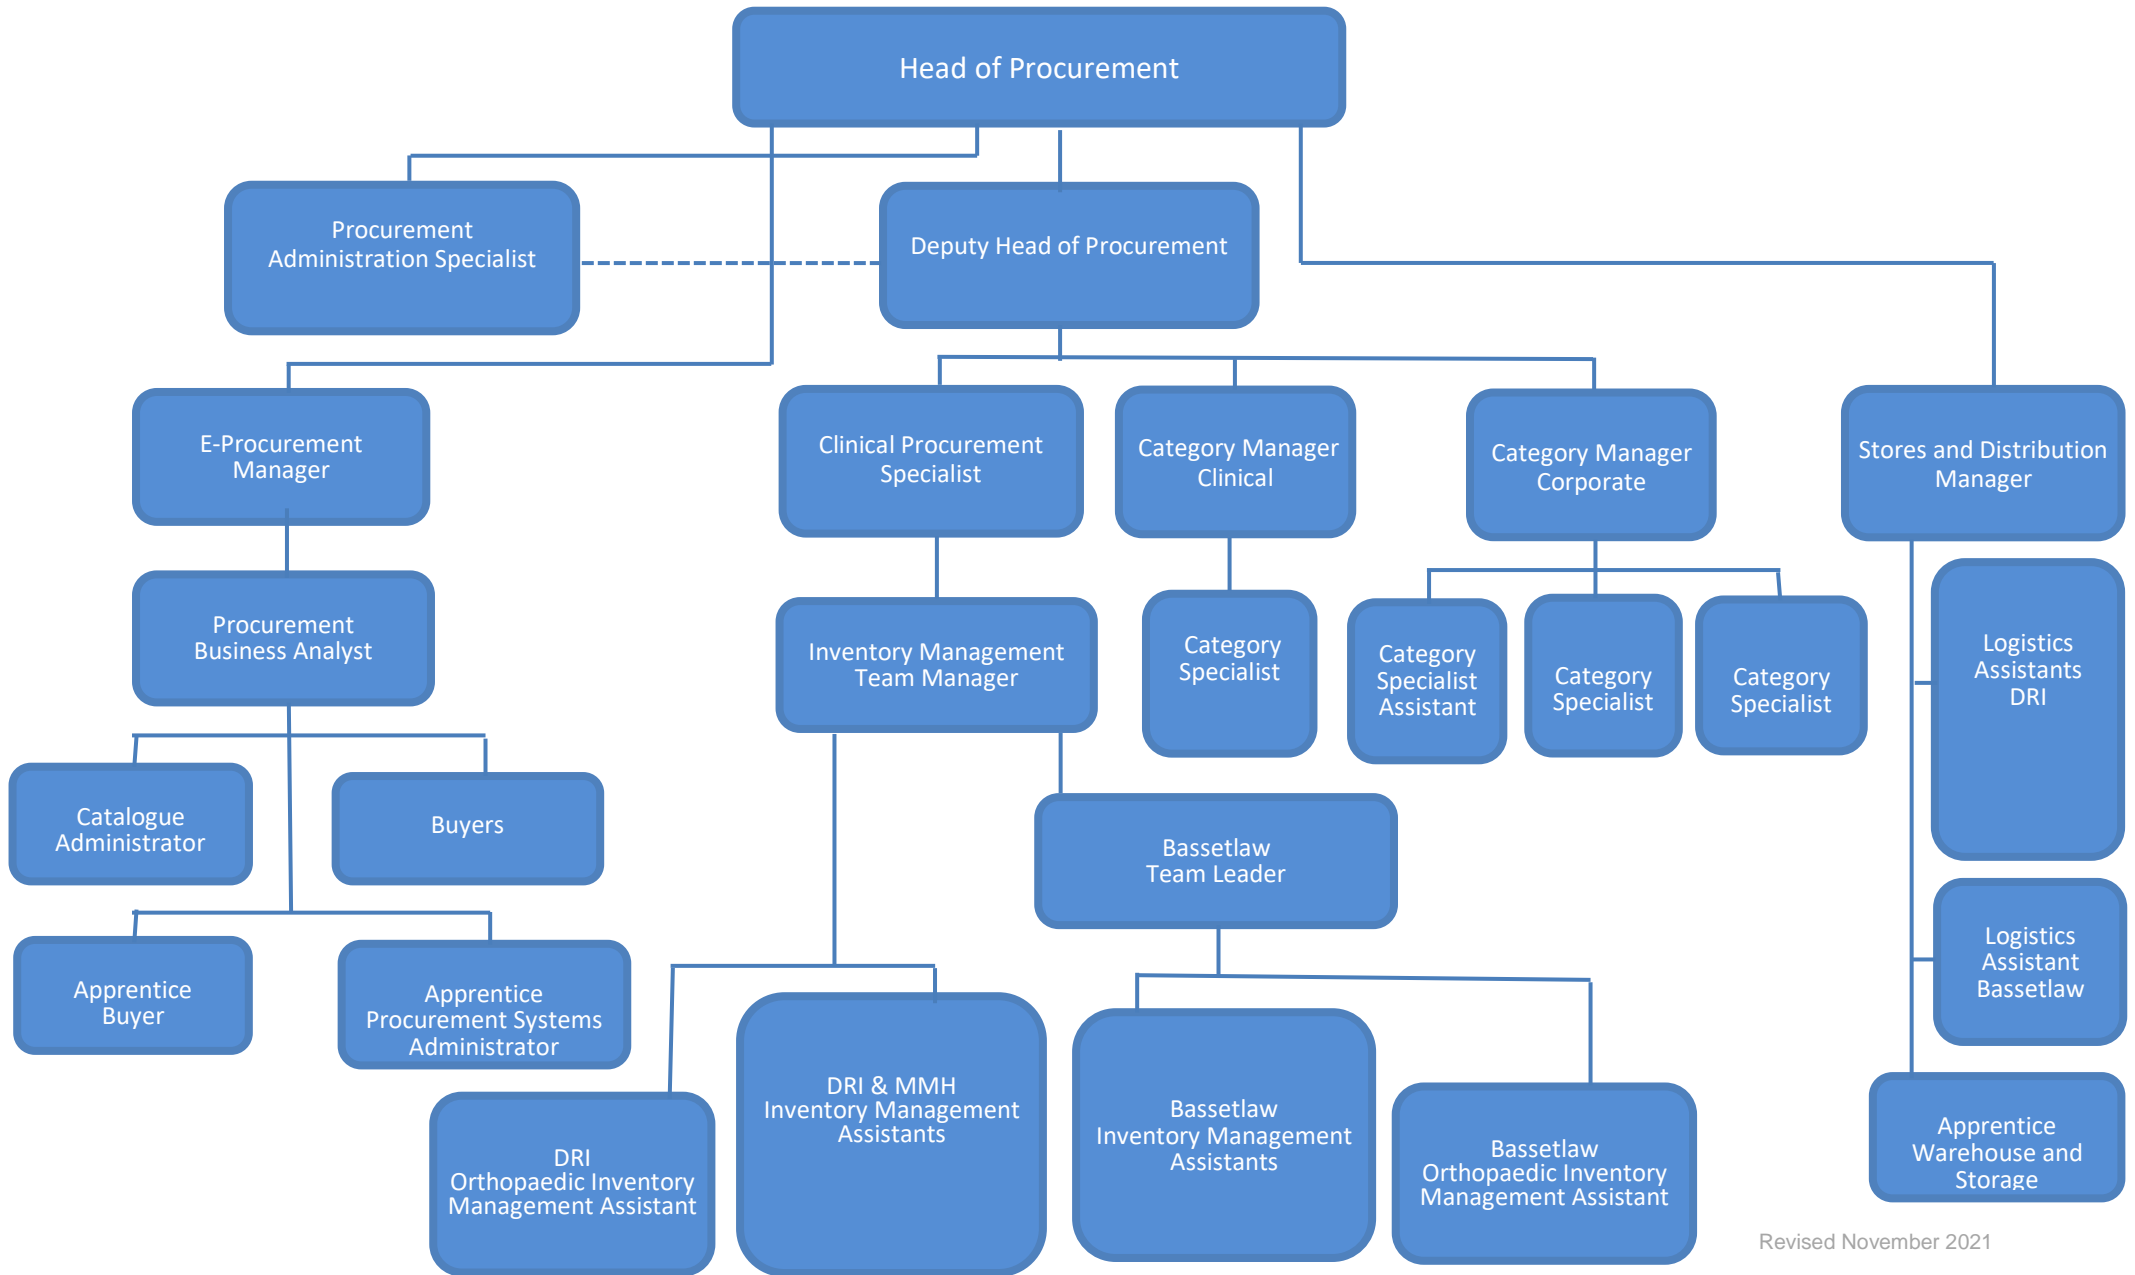 Head of Procurement
Procurement
Administration Specialist
Deputy Head of Procurement
E-Procurement
Manager
Clinical Procurement
Specialist
Category Manager
Clinical
Category Manager
Corporate
Stores and Distribution
Manager
Procurement
Business Analyst
Inventory Management
Team Manager
Category
Specialist
Category
Specialist
Assistant
Category
Specialist
Category
Specialist
Logistics
Assistants
DRI
Catalogue
Administrator
Buyers
Bassetlaw
Team Leader
Logistics
Assistant
Bassetlaw
Apprentice
Buyer
Apprentice
Procurement Systems
Administrator
DRI
Orthopaedic Inventory
Management Assistant
DRI & MMH
Inventory Management
Assistants
Bassetlaw
Inventory Management
Assistants
Bassetlaw
Orthopaedic Inventory
Management Assistant
Apprentice
Warehouse and
Storage
Revised November 2021